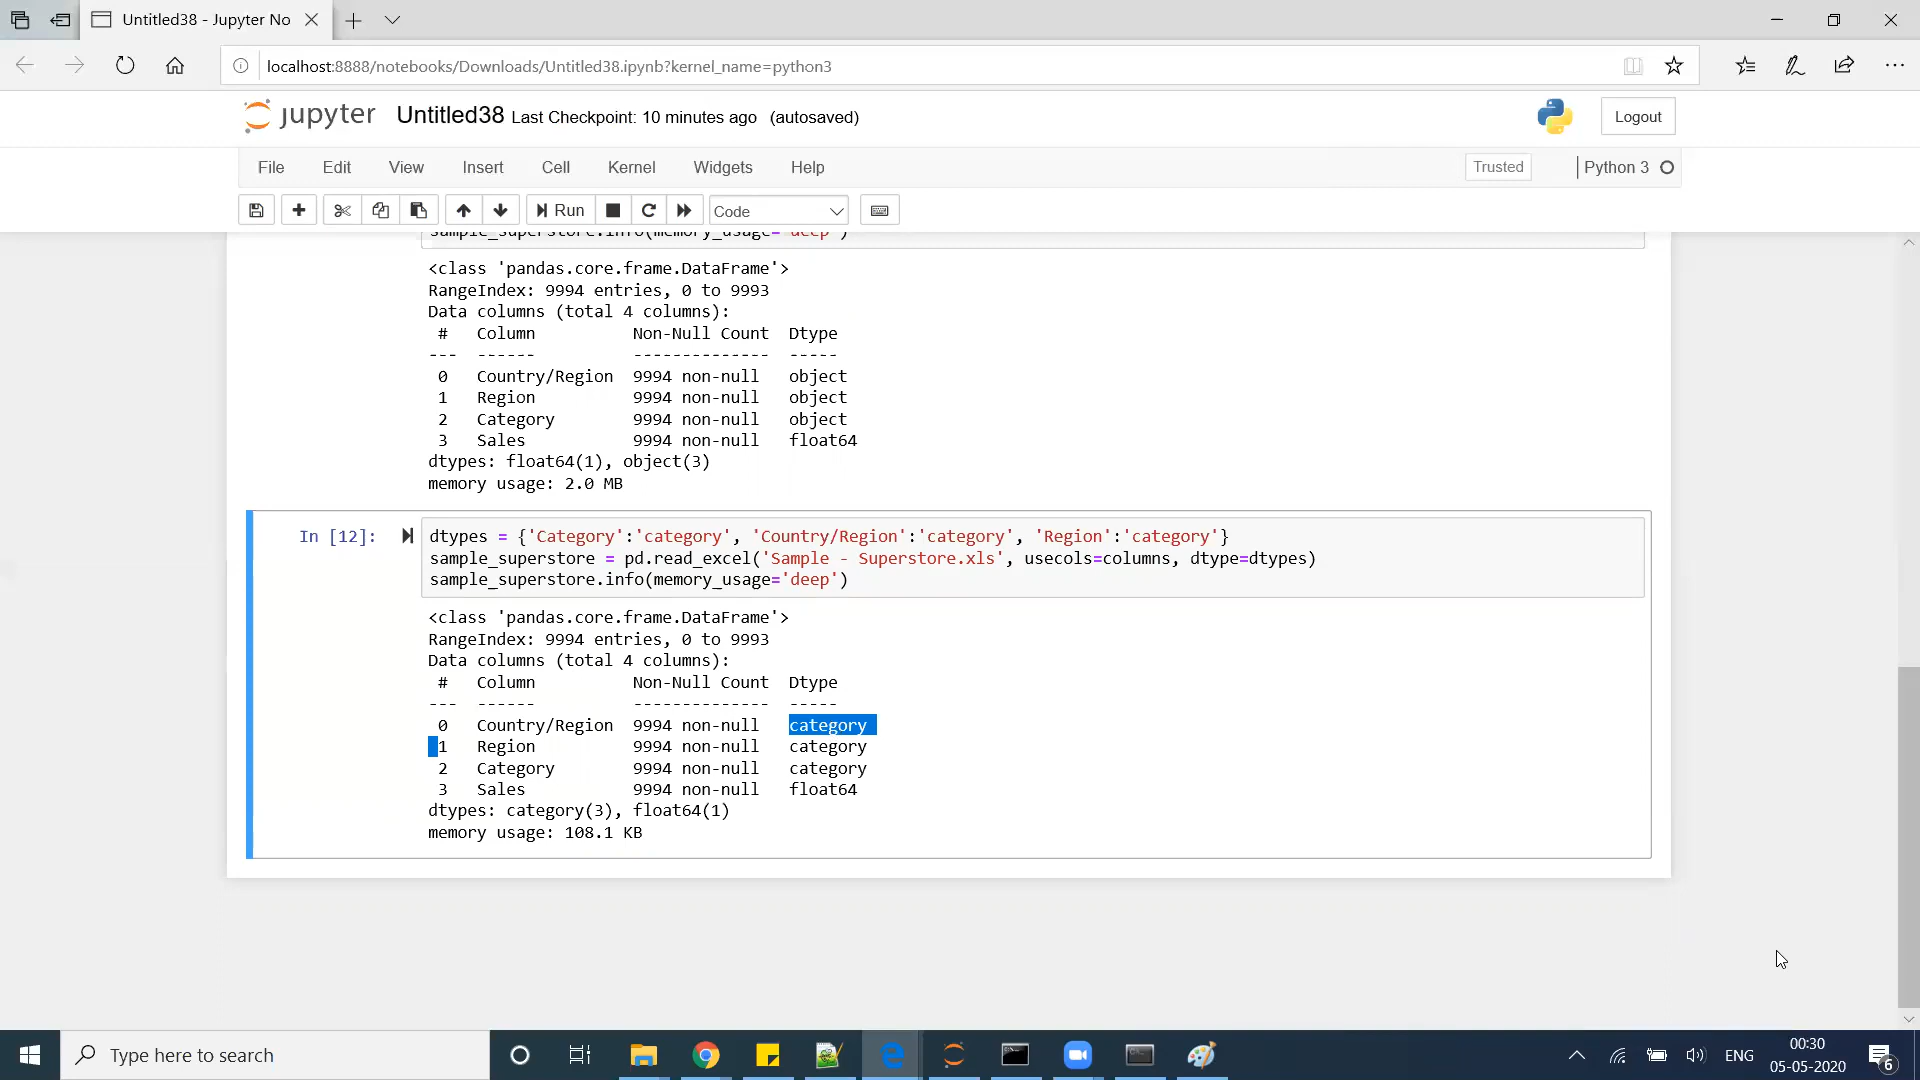 Untitled38 - Jupyter No
localhost:8888/notebooks/Downloads/Untitled38.ipynb?kernel_name=python3
jupyter Untitled38 Last Checkpoint: 10 minutes ago (autosaved)
Logout
File Edit View Insert Cell Kernel Widgets Help
Trusted
Python 3
Run
Code
sample_superstore.info(memory_usage='deep')
<class 'pandas.core.frame.DataFrame'>
RangeIndex: 9994 entries, 0 to 9993
Data columns (total 4 columns):
# Column Non-Null Count Dtype
--- ------ -------------- -----
0 Country/Region 9994 non-null object
1 Region 9994 non-null object
2 Category 9994 non-null object
3 Sales 9994 non-null float64
dtypes: float64(1), object(3)
memory usage: 2.0 MB
In [12]:
dtypes = {'Category':'category', 'Country/Region':'category', 'Region':'category'}
sample_superstore = pd.read_excel('Sample - Superstore.xls', usecols=columns, dtype=dtypes)
sample_superstore.info(memory_usage='deep')
<class 'pandas.core.frame.DataFrame'>
RangeIndex: 9994 entries, 0 to 9993
Data columns (total 4 columns):
# Column Non-Null Count Dtype
--- ------ -------------- -----
0 Country/Region 9994 non-null category
1 Region 9994 non-null category
2 Category 9994 non-null category
3 Sales 9994 non-null float64
dtypes: category(3), float64(1)
memory usage: 108.1 KB
Type here to search
ENG
00:30
05-05-2020
6